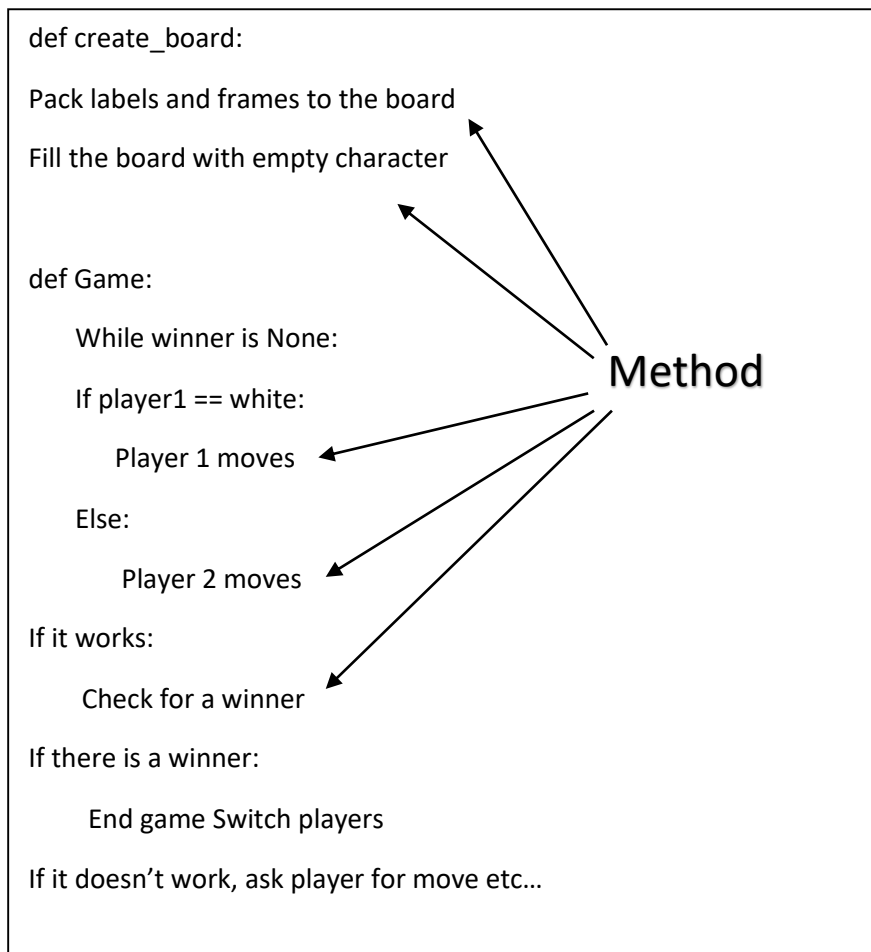 def create_board:
Pack labels and frames to the board
Fill the board with empty character
def Game:
While winner is None:
If player1 == white:
Method
Player 1 moves
Else:
Player 2 moves
If it works:
Check for a winner
If there is a winner:
End game Switch players
If it doesn’t work, ask player for move etc…